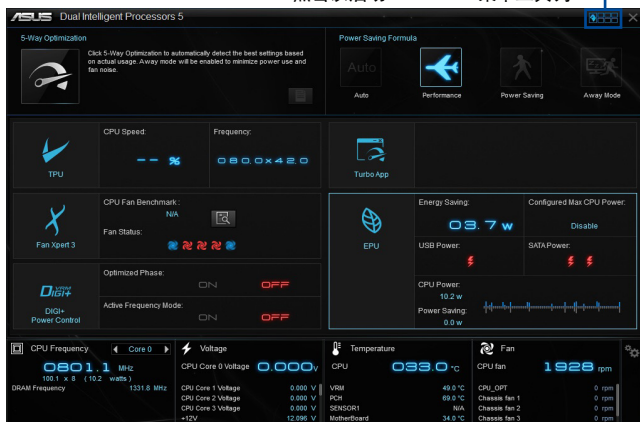 ASUS Dual Intelligent Processors 5
5-Way Optimization
Click 5-Way Optimization to automatically detect the best settings based
on actual usage. Away mode will be enabled to minimize power use and
fan noise.
Power Saving Formula
Auto
Auto
Performance
Power Saving
Away Mode
TPU
CPU Speed:
-- %
Frequency:
080.0x42.0
Turbo App
Fan Xpert 3
CPU Fan Benchmark :
N/A
Fan Status:
EPU
Energy Saving:
03.7 w
Configured Max CPU Power:
Disable
USB Power:
SATA Power:
CPU Power:
10.2 w
Power Saving:
0.0 w
DIGI+ VRM
DIGI+
Power Control
Optimized Phase:
ON OFF
Active Frequency Mode:
ON OFF
CPU Frequency Core 0
0801.1 MHz
100.1 x 8 (10.2 watts)
DRAM Frequency 1331.8 MHz
Voltage
CPU Core 0 Voltage 0.000 V
CPU Core 1 Voltage 0.000 V
CPU Core 2 Voltage 0.000 V
CPU Core 3 Voltage 0.000 V
+12V 12.096 V
Temperature
CPU 033.0 °C
VRM 49.0 °C
PCH 69.0 °C
SENSOR1 N/A
MotherBoard 34.0 °C
Fan
CPU fan 1928 rpm
CPU_OPT 0 rpm
Chassis fan 1 0 rpm
Chassis fan 2 0 rpm
Chassis fan 3 0 rpm